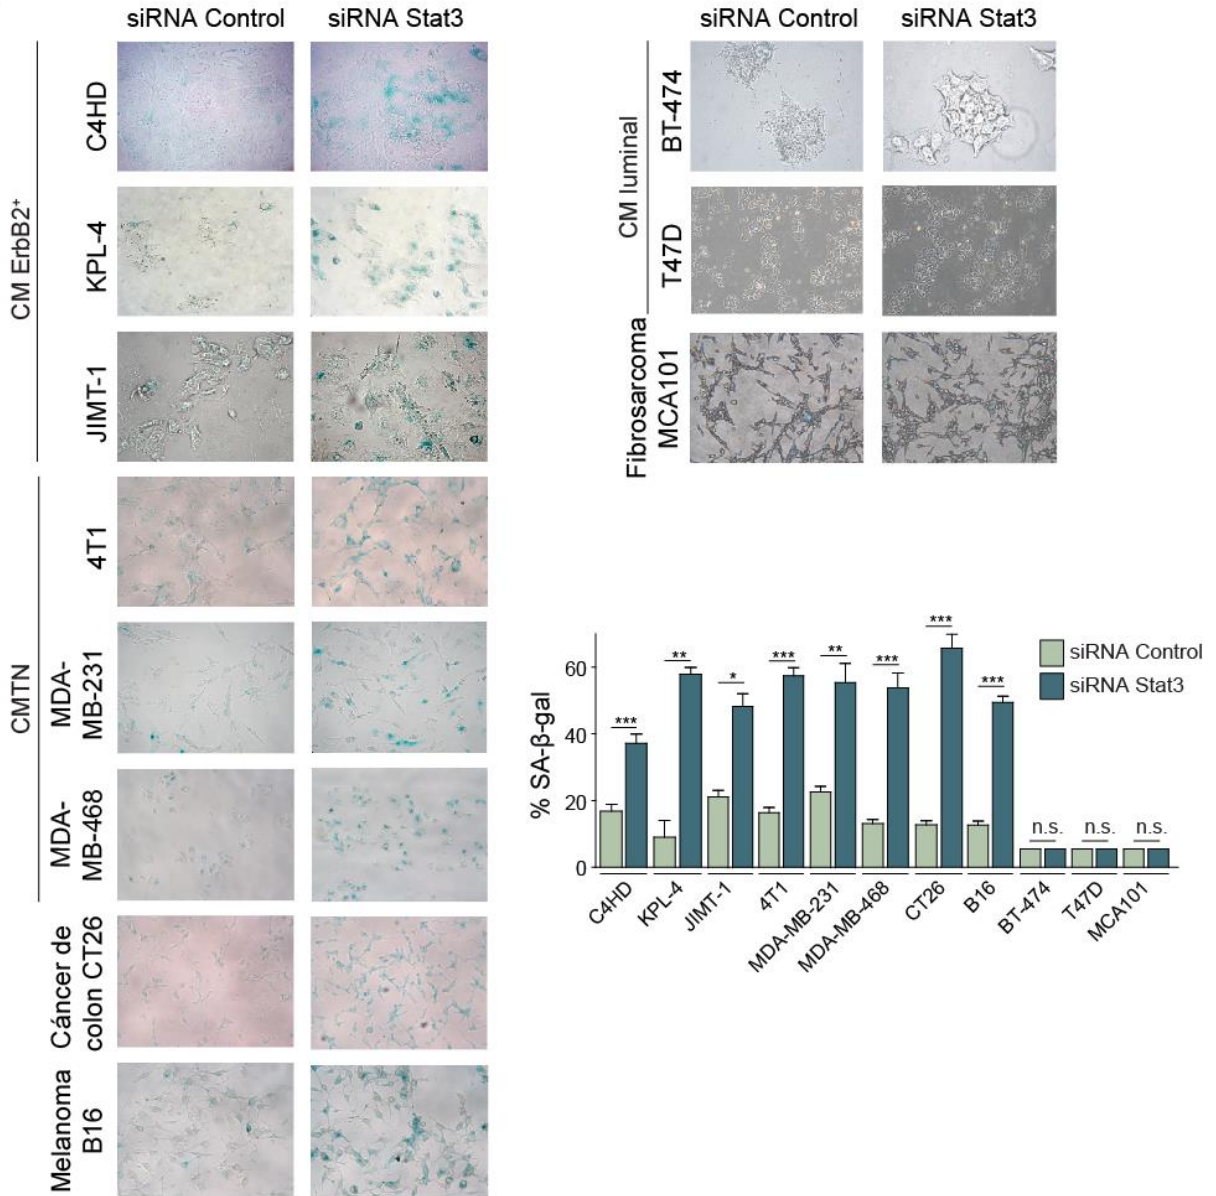 siRNA Control siRNA Stat3
CM ErbB2⁺
C4HD
KPL-4
JIMT-1
CMTN
4T1
MDA-
MB-231
MDA-
MB-468
Cáncer de
colon CT26
Melanoma
B16
siRNA Control siRNA Stat3
CM luminal
BT-474
T47D
Fibrosarcoma
MCA101
% SA-β-gal
60
40
20
0
***
**
*
***
**
***
***
***
n.s.
n.s.
n.s.
siRNA Control
siRNA Stat3
C4HD
KPL-4
JIMT-1
4T1
MDA-MB-231
MDA-MB-468
CT26
B16
BT-474
T47D
MCA101